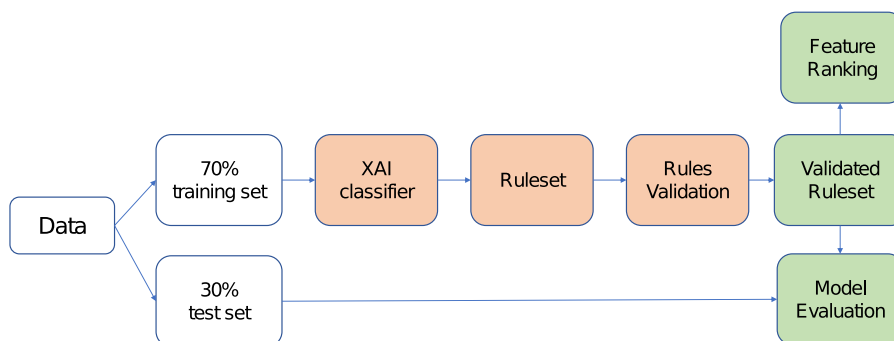 Feature
Ranking
70%
training set
XAI
classifier
Ruleset
Rules
Validation
Validated
Ruleset
Data
30%
test set
Model
Evaluation